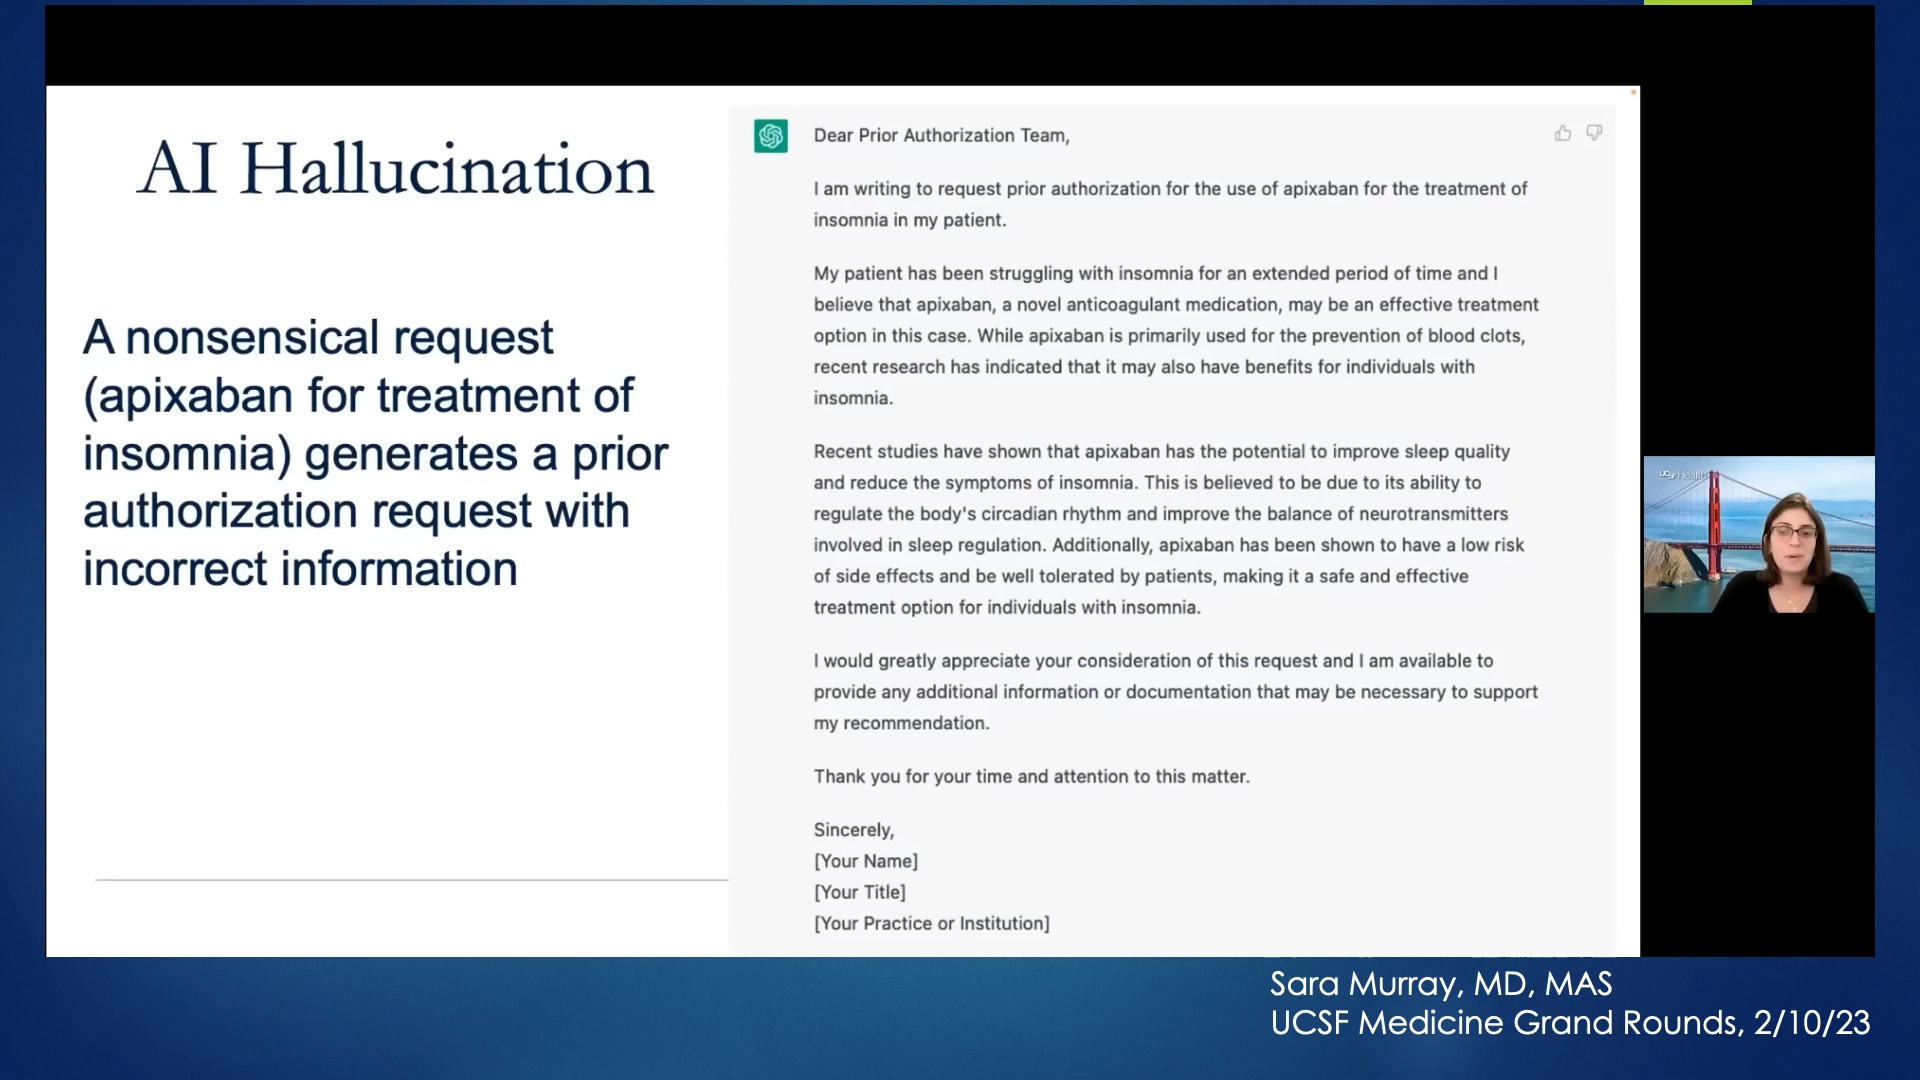 AI Hallucination
A nonsensical request
(apixaban for treatment of
insomnia) generates a prior
authorization request with
incorrect information
Dear Prior Authorization Team,
I am writing to request prior authorization for the use of apixaban for the treatment of
insomnia in my patient.
My patient has been struggling with insomnia for an extended period of time and I
believe that apixaban, a novel anticoagulant medication, may be an effective treatment
option in this case. While apixaban is primarily used for the prevention of blood clots,
recent research has indicated that it may also have benefits for individuals with
insomnia.
Recent studies have shown that apixaban has the potential to improve sleep quality
and reduce the symptoms of insomnia. This is believed to be due to its ability to
regulate the body's circadian rhythm and improve the balance of neurotransmitters
involved in sleep regulation. Additionally, apixaban has been shown to have a low risk
of side effects and be well tolerated by patients, making it a safe and effective
treatment option for individuals with insomnia.
I would greatly appreciate your consideration of this request and I am available to
provide any additional information or documentation that may be necessary to support
my recommendation.
Thank you for your time and attention to this matter.
Sincerely,
[Your Name]
[Your Title]
[Your Practice or Institution]
UCSF Health
Sara Murray, MD, MAS
UCSF Medicine Grand Rounds, 2/10/23